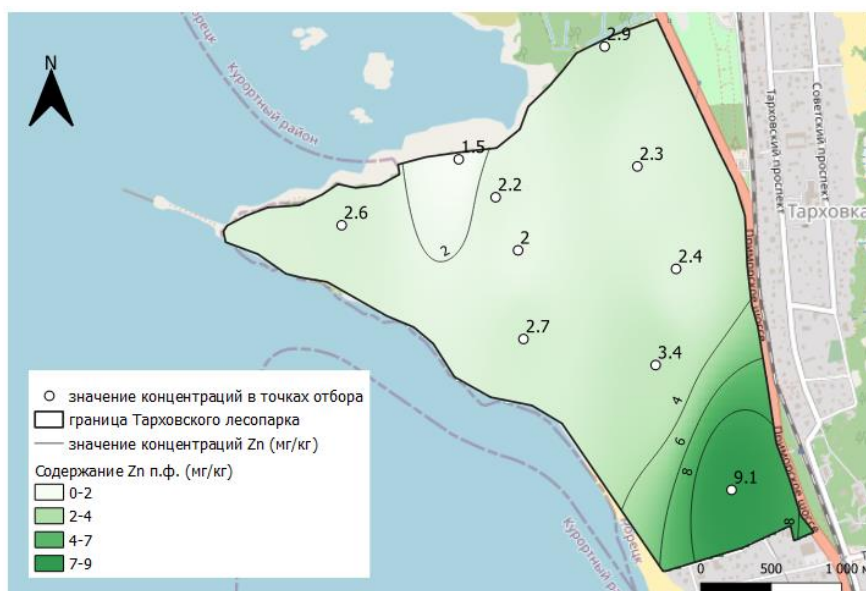 2.9
N
Курортный район
1.5
2.3
2.2
2.6
2
2
2.4
2.7
3.4
4
6
8
9.1
8
Тарховский проспект
Советский проспект
Тарховка
Приморское шоссе
Приморское шоссе
Курортный район
значение концентраций в точках отбора
граница Тарховского лесопарка
значение концентраций Zn (мг/кг)
Содержание Zn п.ф. (мг/кг)
0-2
2-4
4-7
7-9
0 500 1 000 м